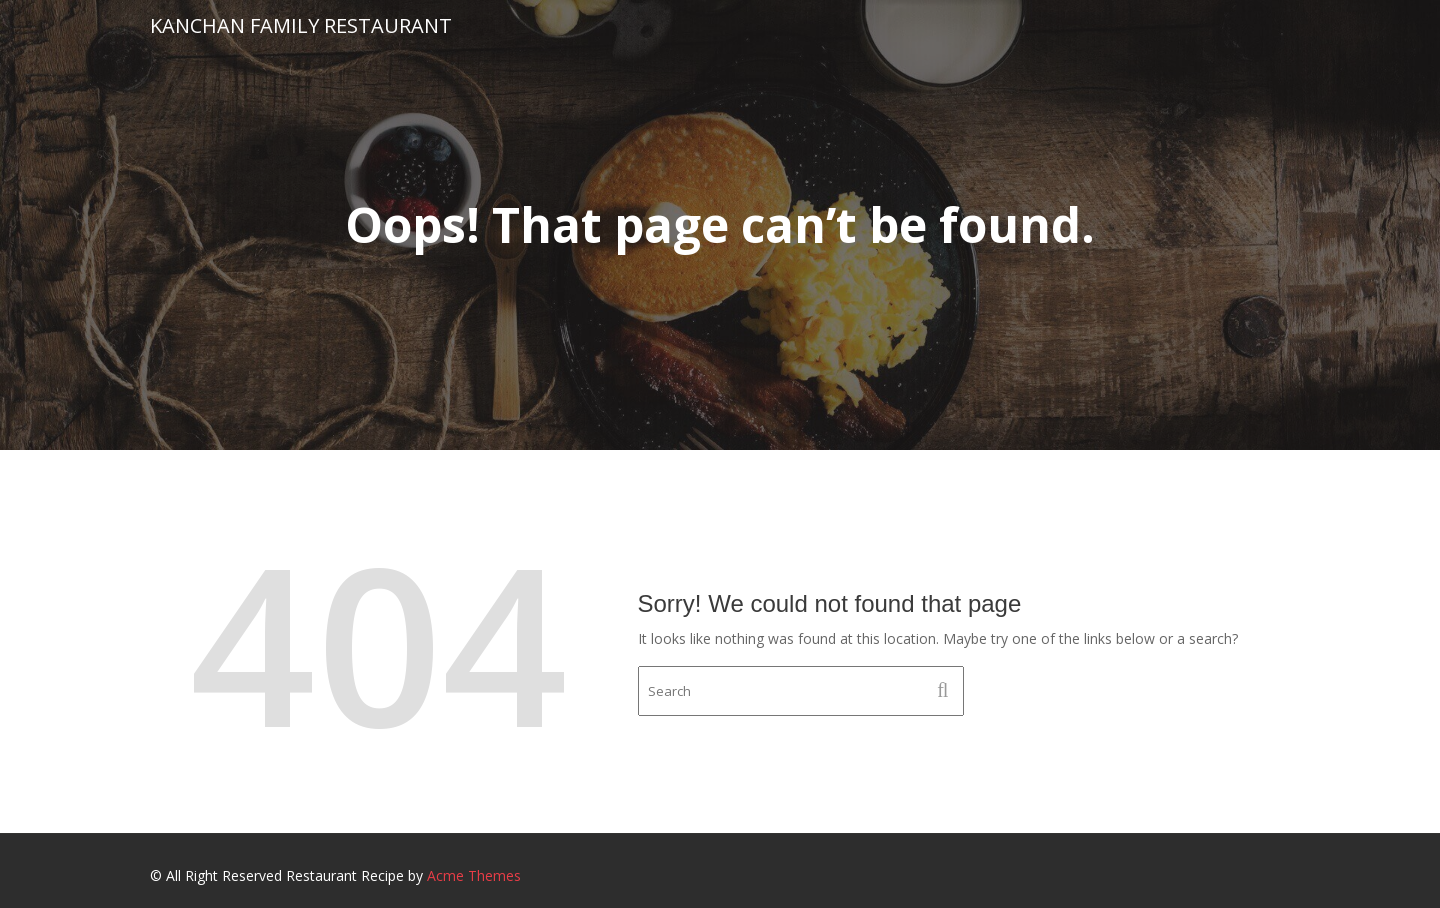 KANCHAN FAMILY RESTAURANT
Oops! That page can’t be found.
404
Sorry! We could not found that page
It looks like nothing was found at this location. Maybe try one of the links below or a search?
Search
© All Right Reserved Restaurant Recipe by Acme Themes